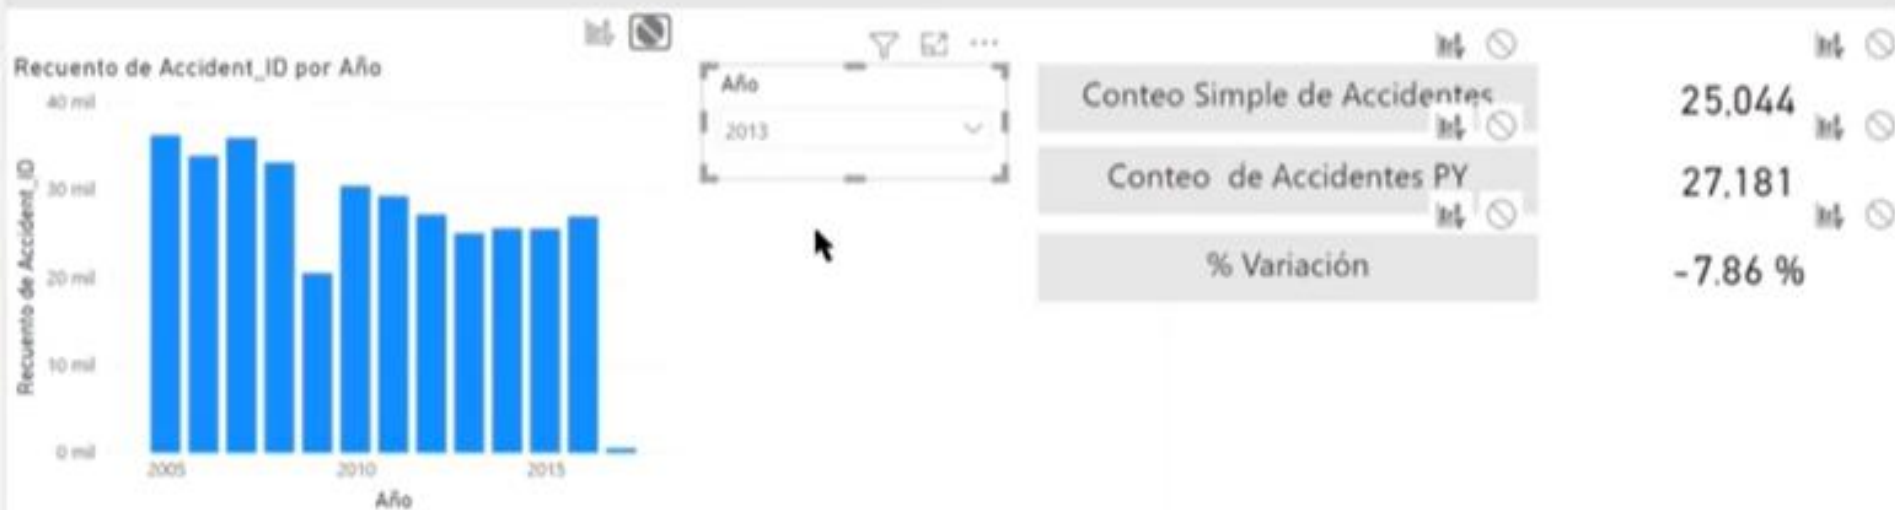 Recuento de Accident_ID por Año
Recuento de Accident_ID
40 mil
30 mil
20 mil
10 mil
0 mil
2005
2010
2015
Año
Año
2013
Conteo Simple de Accidentes
25,044
Conteo de Accidentes PY
27,181
% Variación
-7.86 %